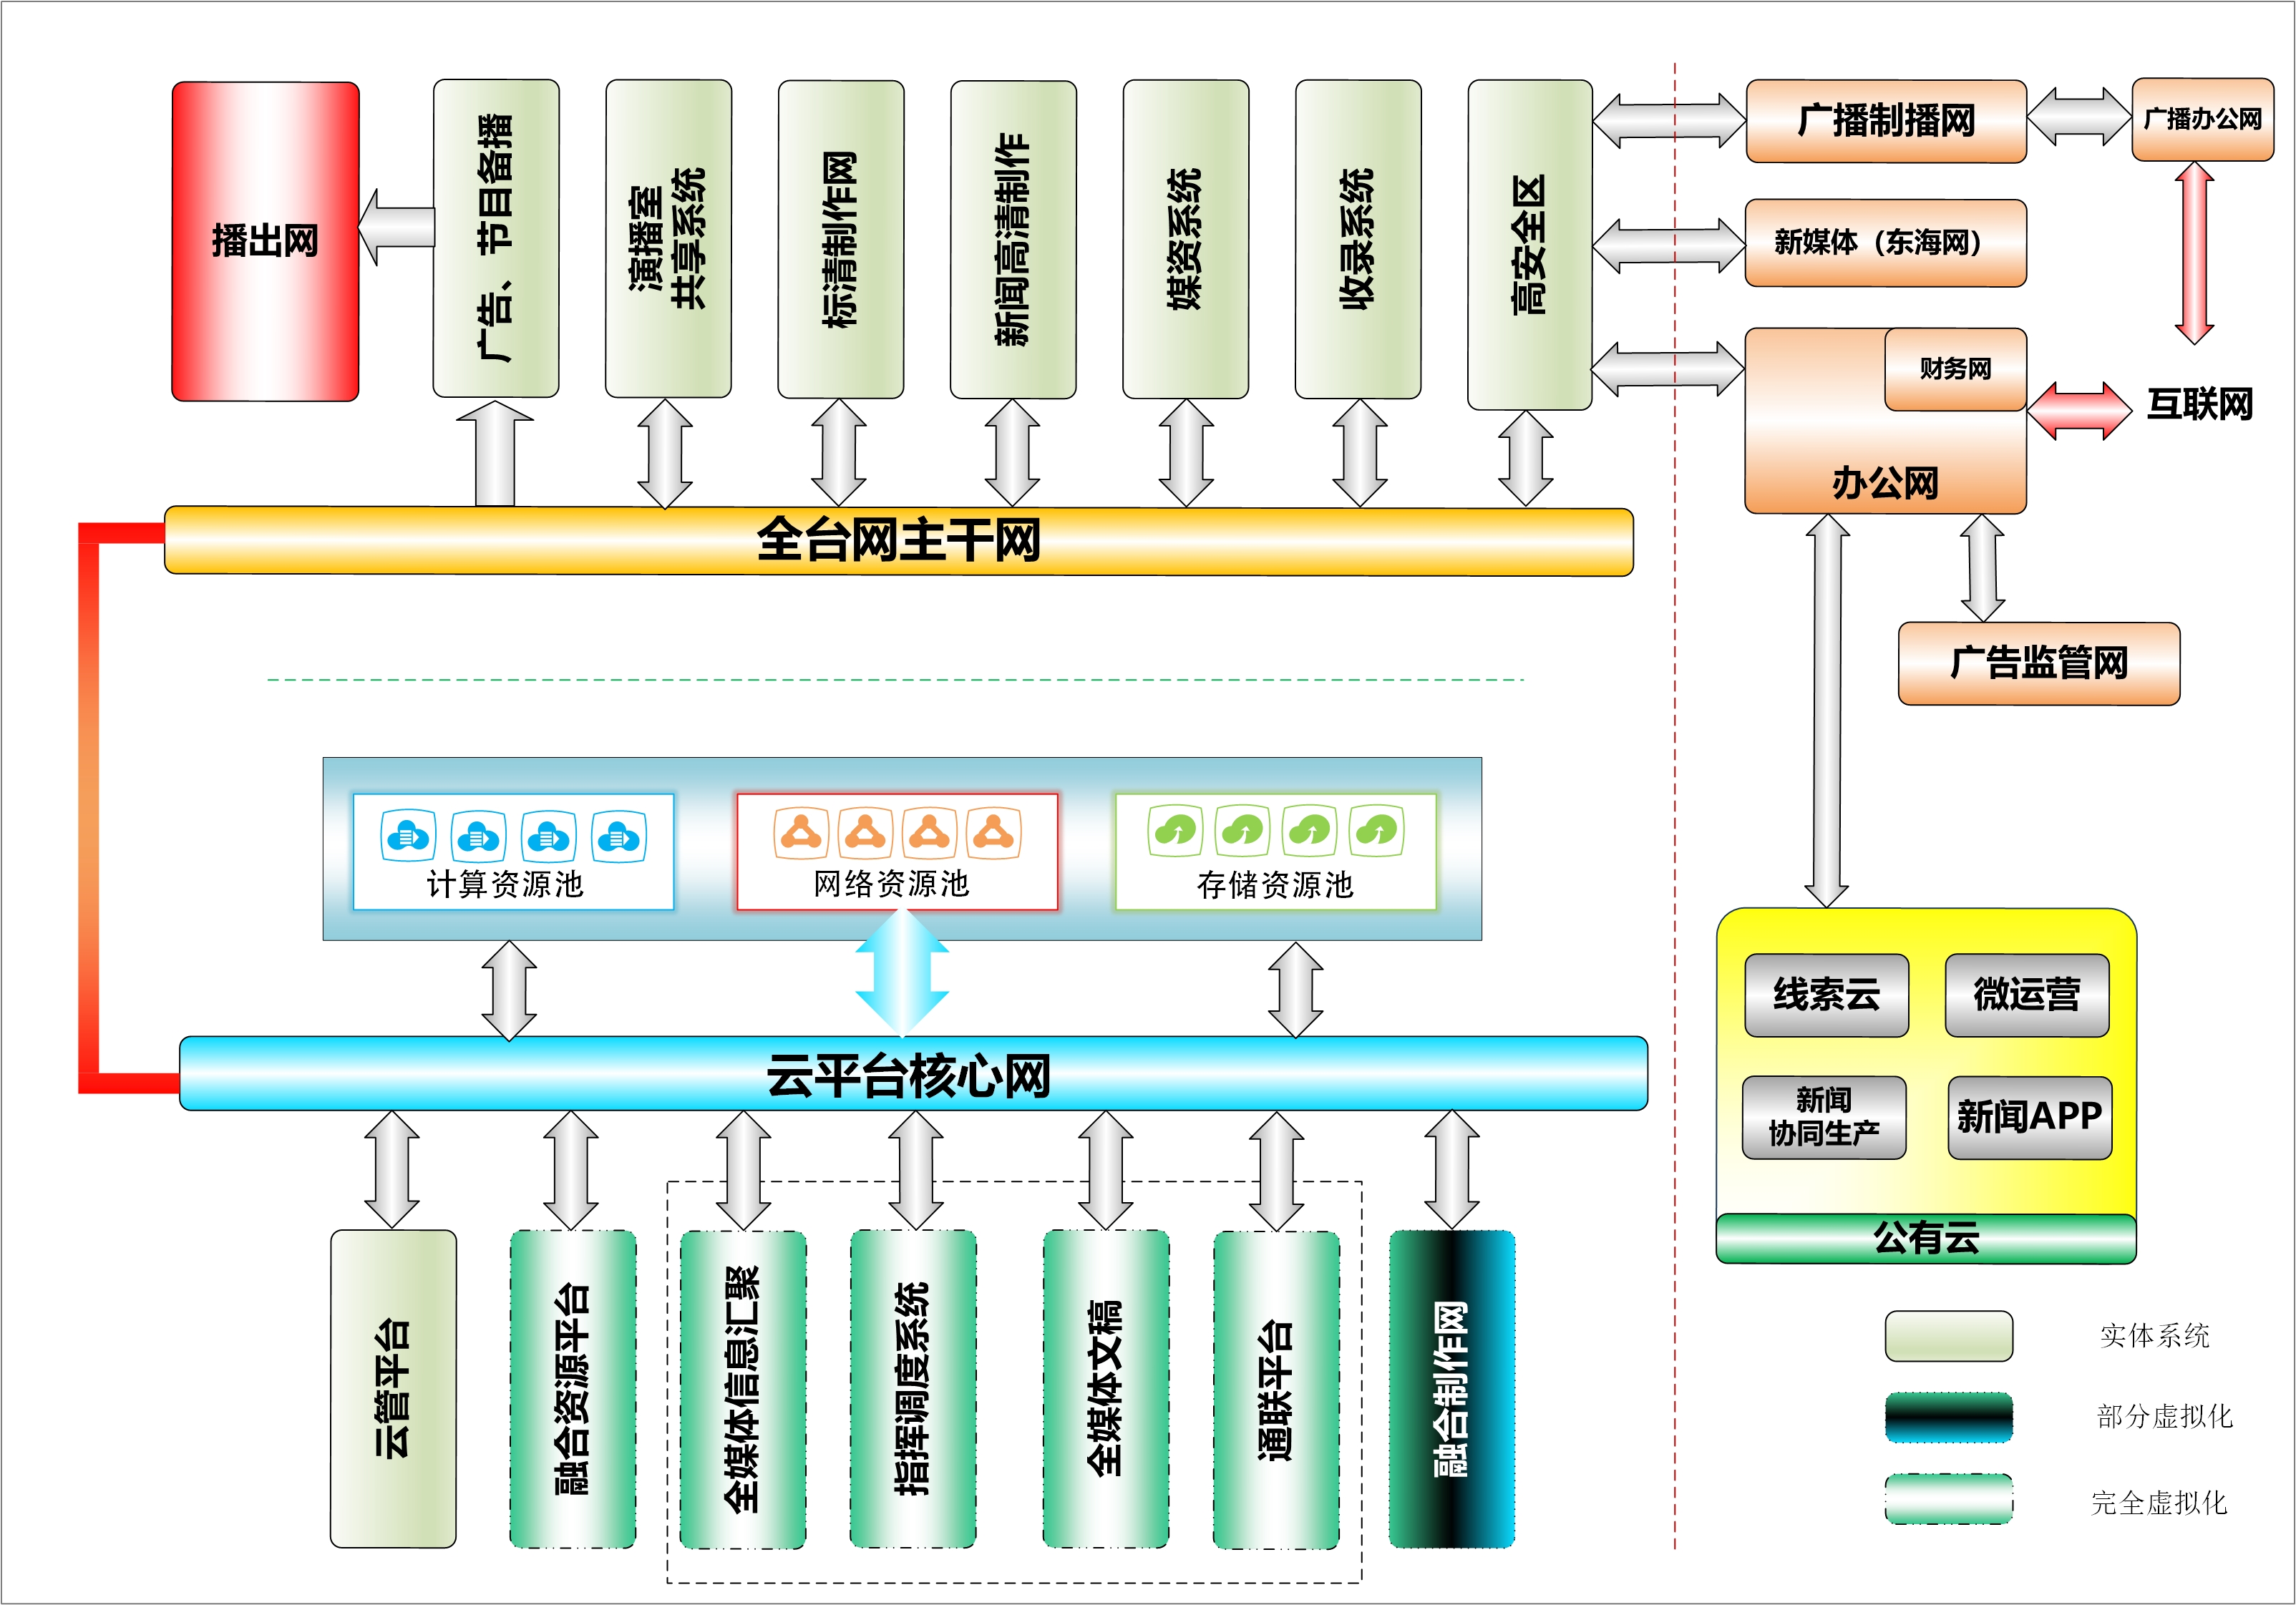 播出网
广告、节目备播
演播室
共享系统
标清制作网
新闻高清制作
媒资系统
收录系统
高安全区
广播制播网
广播办公网
新媒体（东海网）
财务网
办公网
互联网
全台网主干网
广告监管网
计算资源池
网络资源池
存储资源池
云平台核心网
线索云
微运营
新闻
协同生产
新闻APP
公有云
云管平台
融合资源平台
全媒体信息汇聚
指挥调度系统
全媒体文稿
通联平台
融合制作网
实体系统
部分虚拟化
完全虚拟化